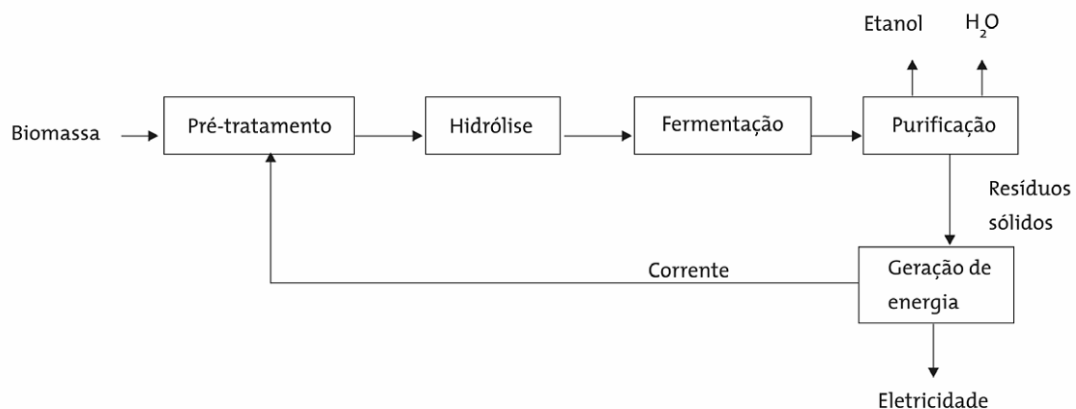 Etanol
H₂O
Biomassa
Pré-tratamento
Hidrólise
Fermentação
Purificação
Resíduos
sólidos
Corrente
Geração de
energia
Eletricidade